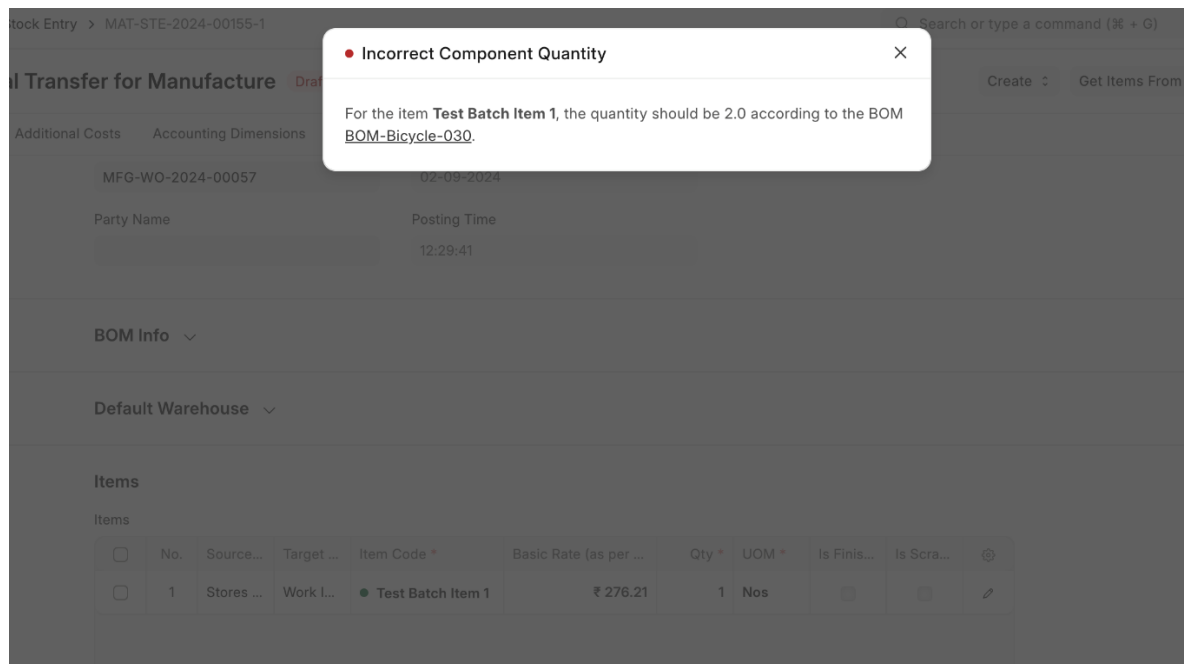 Stock Entry > MAT-STE-2024-00155-1
Search or type a command (⌘ + G)
Incorrect Component Quantity
al Transfer for Manufacture Draf
Create
Get Items From
For the item Test Batch Item 1, the quantity should be 2.0 according to the BOM
BOM-Bicycle-030.
Additional Costs Accounting Dimensions
MFG-WO-2024-00057 02-09-2024
Party Name Posting Time
12:29:41
BOM Info
Default Warehouse
Items
Items
No. Source... Target ... Item Code * Basic Rate (as per ... Qty * UOM * Is Finis... Is Scra...
1 Stores ... Work I... Test Batch Item 1 ₹ 276.21 1 Nos